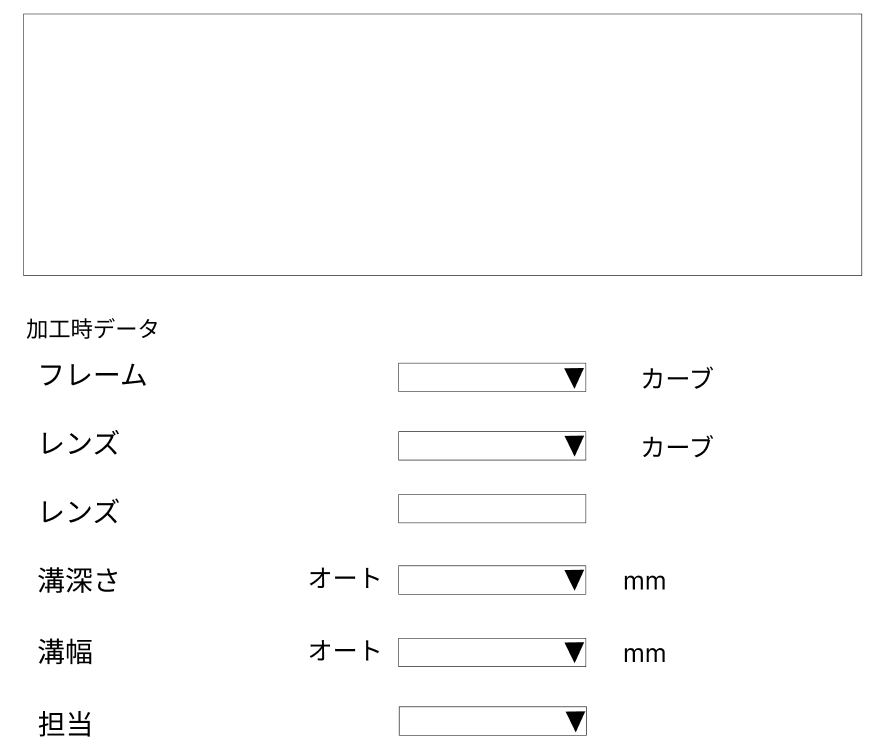 加工時データ
フレーム ▼ カーブ
レンズ ▼ カーブ
レンズ
溝深さ オート ▼ mm
溝幅 オート ▼ mm
担当 ▼